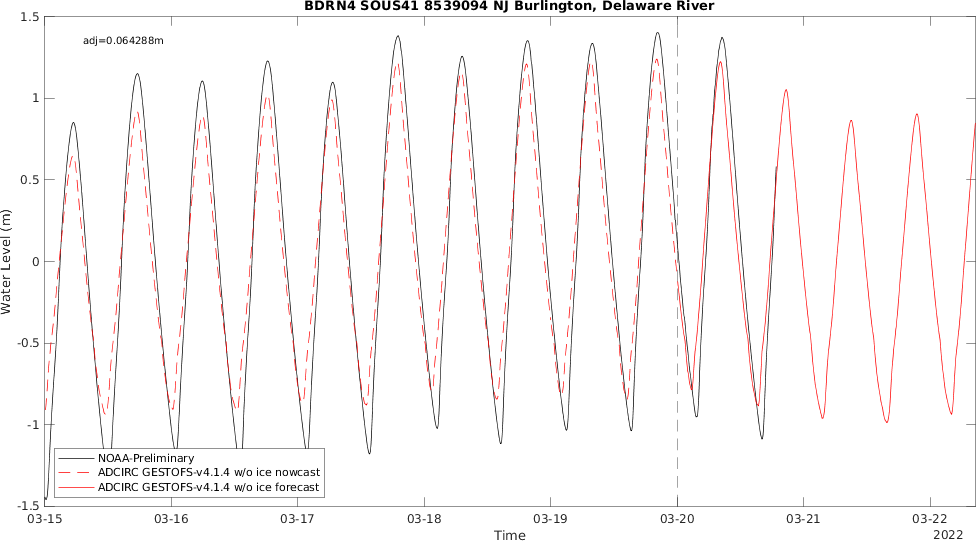 BDRN4 SOUS41 8539094 NJ Burlington, Delaware River
adj=0.064288m
1.5
1
0.5
0
-0.5
-1
-1.5
Water Level (m)
NOAA-Preliminary
ADCIRC GESTOFS-v4.1.4 w/o ice nowcast
ADCIRC GESTOFS-v4.1.4 w/o ice forecast
03-15 03-16 03-17 03-18 03-19 03-20 03-21 03-22
Time
2022